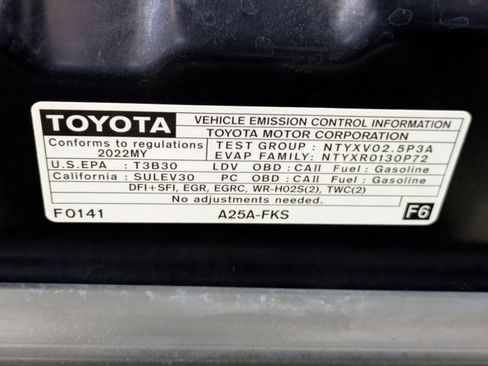 TOYOTA
VEHICLE EMISSION CONTROL INFORMATION
TOYOTA MOTOR CORPORATION
Conforms to regulations
2022MY
TEST GROUP : NTYXV02.5P3A
EVAP FAMILY: NTYXR0130P72
U.S.EPA : T3B30 LDV OBD : CAII Fuel : Gasoline
California : SULEV30 PC OBD : CAII Fuel : Gasoline
DFI+SFI, EGR, EGRC, WR-HO2S(2), TWC(2)
No adjustments needed.
F0141 A25A-FKS F6